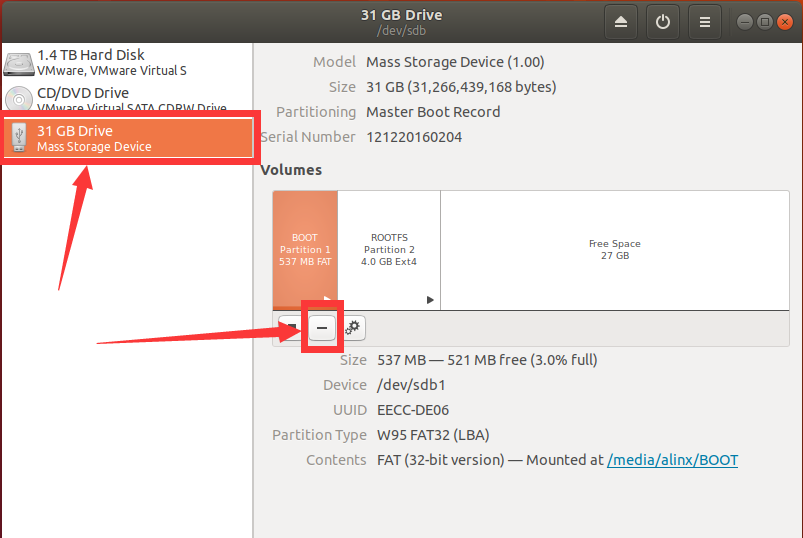 31 GB Drive
/dev/sdb
1.4 TB Hard Disk
VMware, VMware Virtual S
CD/DVD Drive
VMware Virtual SATA CDRW Drive
31 GB Drive
Mass Storage Device
Model Mass Storage Device (1.00)
Size 31 GB (31,266,439,168 bytes)
Partitioning Master Boot Record
Serial Number 121220160204
Volumes
BOOT
Partition 1
537 MB FAT
ROOTFS
Partition 2
4.0 GB Ext4
Free Space
27 GB
Size 537 MB — 521 MB free (3.0% full)
Device /dev/sdb1
UUID EECC-DE06
Partition Type W95 FAT32 (LBA)
Contents FAT (32-bit version) — Mounted at /media/alinx/BOOT